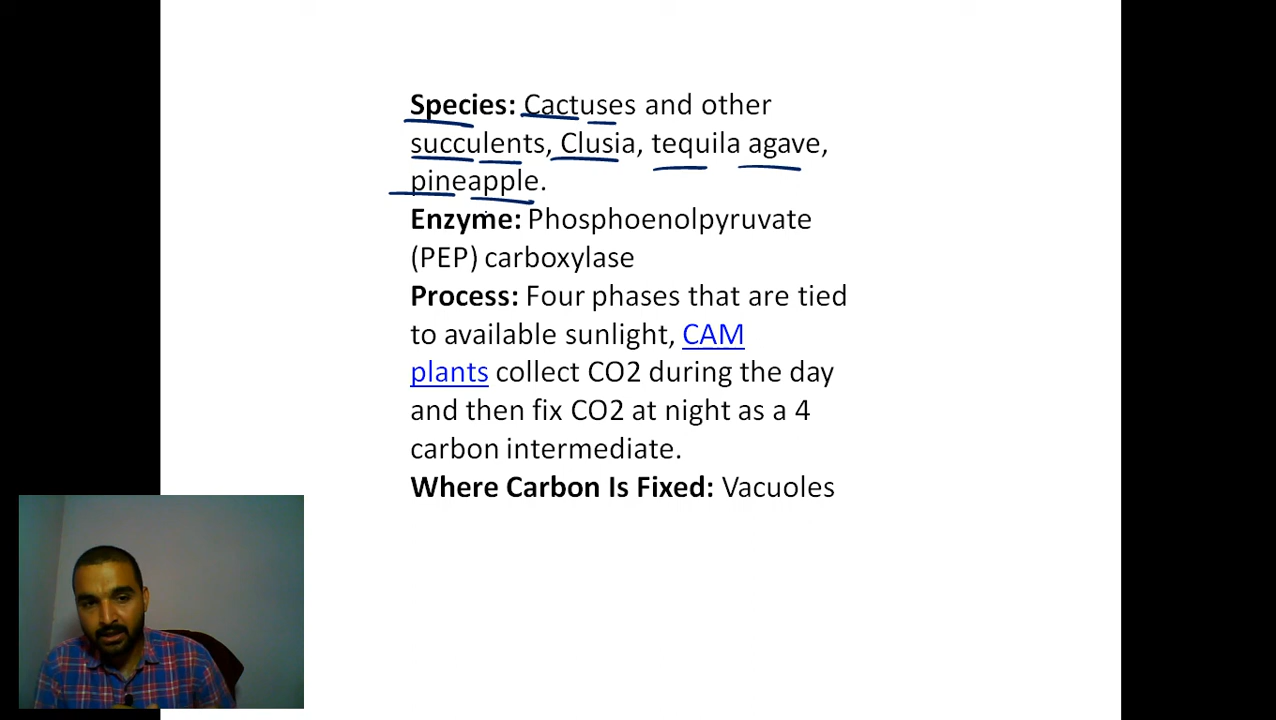 Species: Cactuses and other
succulents, Clusia, tequila agave,
pineapple.
Enzyme: Phosphoenolpyruvate
(PEP) carboxylase
Process: Four phases that are tied
to available sunlight, CAM
plants collect CO2 during the day
and then fix CO2 at night as a 4
carbon intermediate.
Where Carbon Is Fixed: Vacuoles